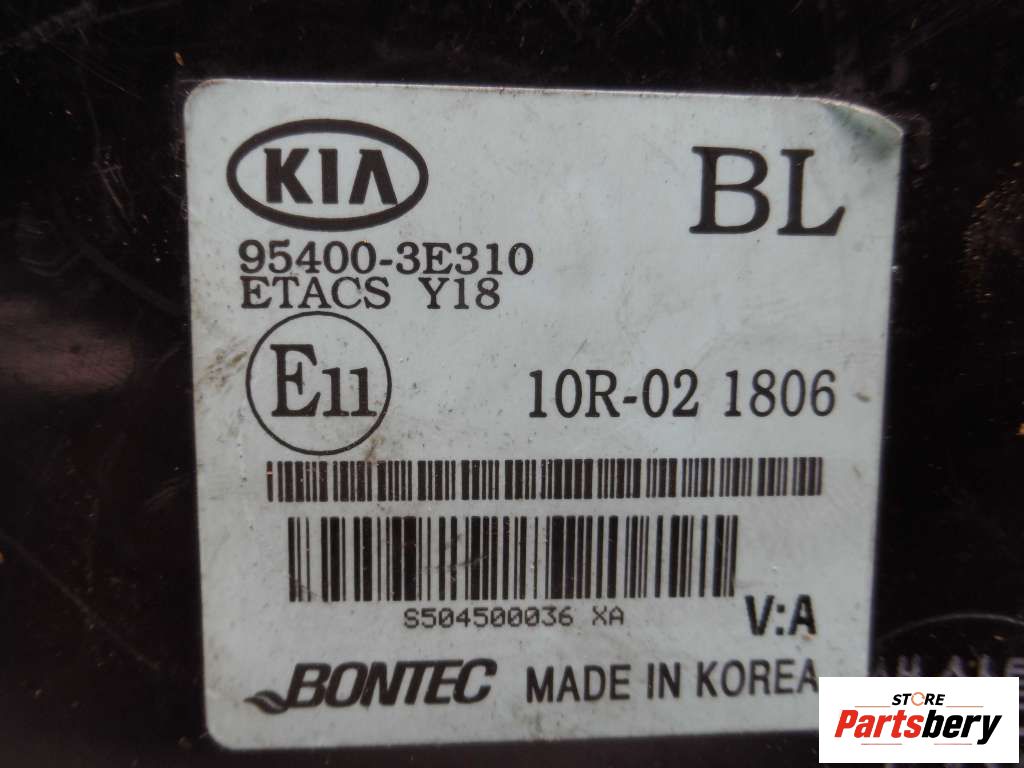 KIA
BL
95400-3E310
ETACS Y18
E11
10R-02 1806
S504500036 XA
V:A
BONTEC MADE IN KOREA
STORE
Partsbery